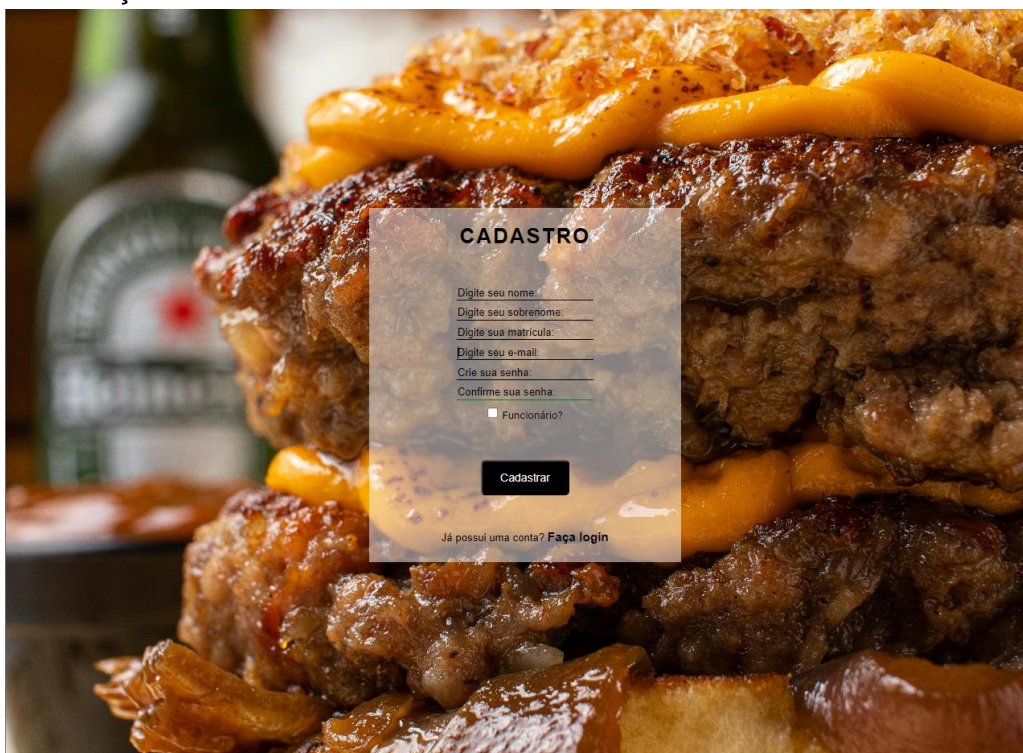 CADASTRO
Digite seu nome:
Digite seu sobrenome:
Digite sua matrícula:
Digite seu e-mail:
Crie sua senha:
Confirme sua senha:
Funcionário?
Cadastrar
Já possui uma conta? Faça login